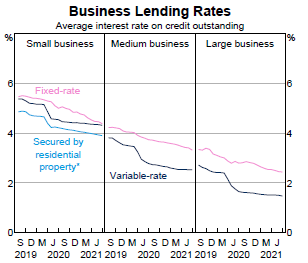 Business Lending Rates
Average interest rate on credit outstanding
% Small business Medium business Large business %
6 6
Fixed-rate
4 4
Secured by
residential
property*
Variable-rate
2 2
0 0
S D M J S D M J S D M J S D M J S D M J S D M J
2019 2020 2021 2019 2020 2021 2019 2020 2021